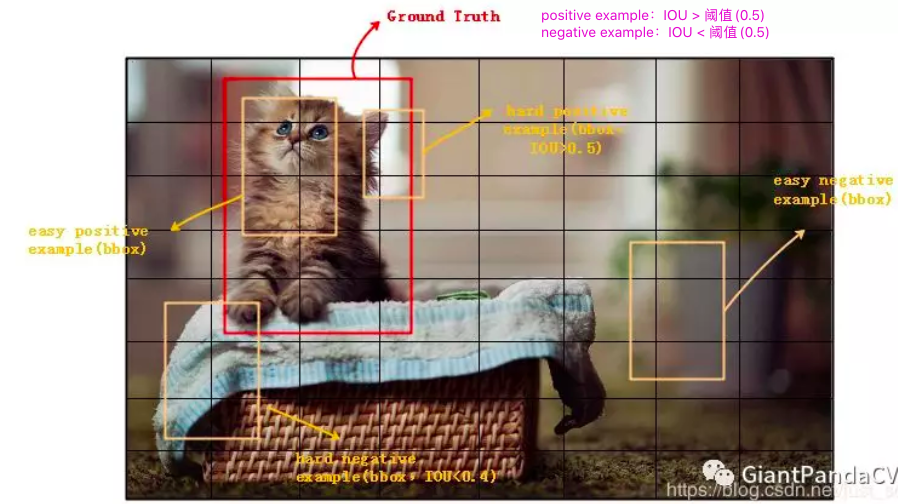 Ground Truth
positive example：IOU > 阈值(0.5)
negative example：IOU < 阈值(0.5)
hard positive
example(bbox，
IOU>0.5)
easy negative
example(bbox)
easy positive
example(bbox)
hard negative
example(bbox，IOU<0.4)
GiantPandaCV
https://blog.csdn.net/